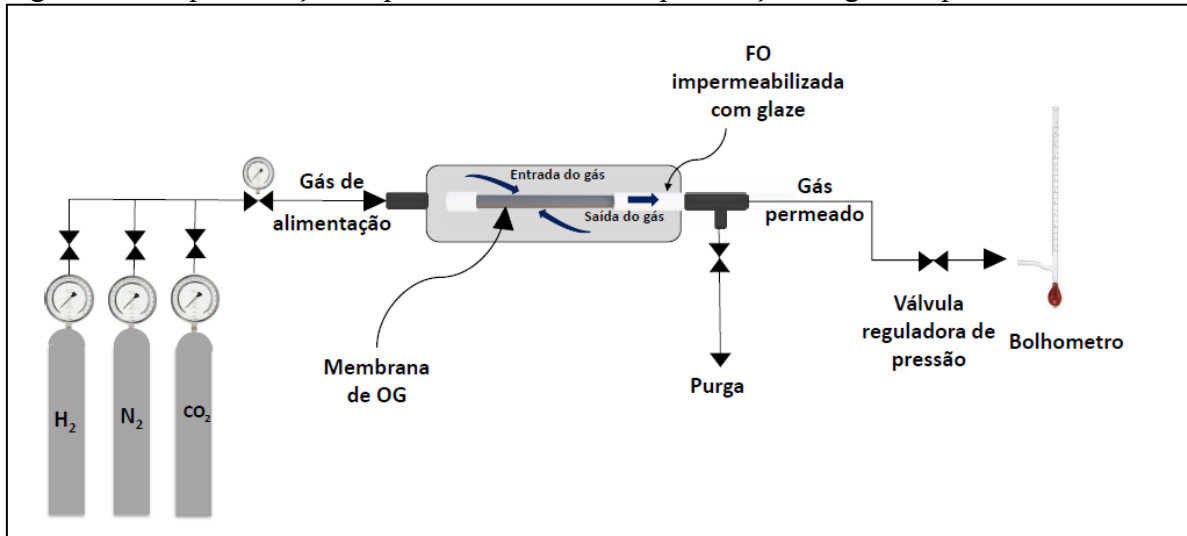 FO
impermeabilizada
com glaze
Gás de
alimentação
Entrada do gás
Saída do gás
Gás
permeado
Válvula
reguladora de
pressão
Bolhometro
Membrana
de OG
Purga
H₂
N₂
CO₂